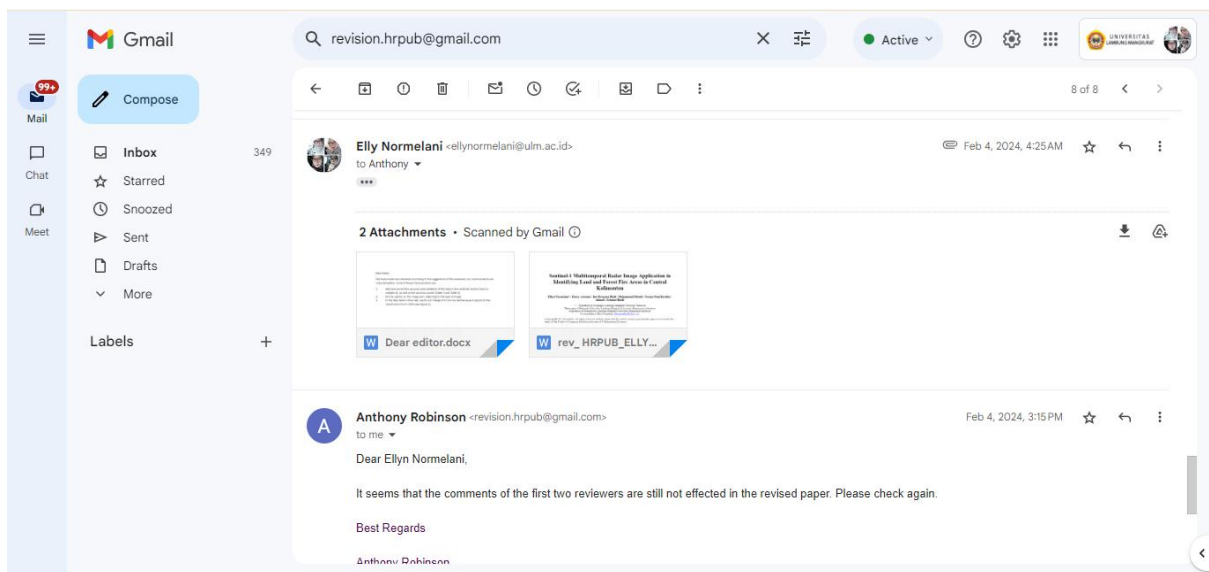 Gmail
revision.hrpub@gmail.com
Active
UNIVERSITAS
LAMBUNG MANGKURAT
99+
Mail
Compose
8 of 8
Chat
Meet
Inbox 349
Starred
Snoozed
Sent
Drafts
More
Labels
Elly Normelani <ellynormelani@ulm.ac.id>
Feb 4, 2024, 4:25 AM
to Anthony
2 Attachments • Scanned by Gmail
Sentinel-1 Multitemporal Radar Image Application in
Identifying Land and Forest Fire Areas in Central
Kalimantan
W Dear editor.docx
W rev_ HRPUB_ELLY...
A
Anthony Robinson <revision.hrpub@gmail.com>
Feb 4, 2024, 3:15 PM
to me
Dear Ellyn Normelani,
It seems that the comments of the first two reviewers are still not effected in the revised paper. Please check again.
Best Regards
Anthony Robinson